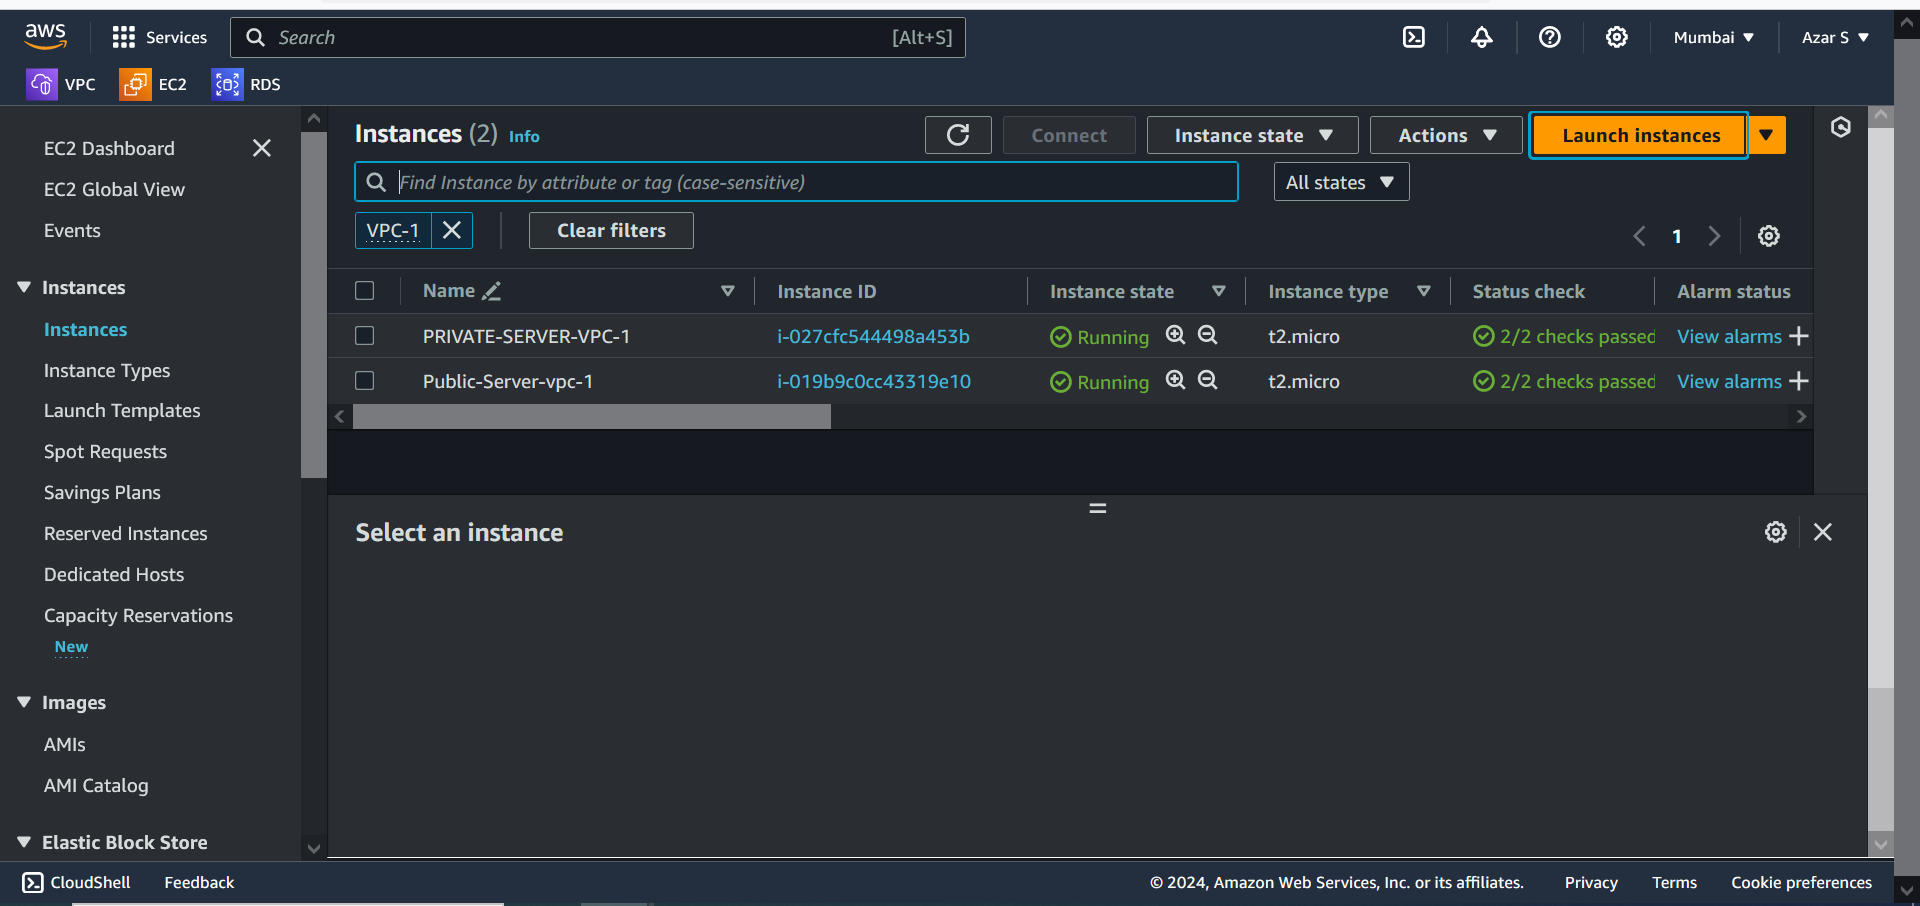 aws
Services
Search
[Alt+S]
Mumbai
Azar S
VPC
EC2
RDS
EC2 Dashboard
EC2 Global View
Events
Instances
Instances
Instance Types
Launch Templates
Spot Requests
Savings Plans
Reserved Instances
Dedicated Hosts
Capacity Reservations
New
Images
AMIs
AMI Catalog
Elastic Block Store
Instances (2) Info
Connect
Instance state
Actions
Launch instances
Find Instance by attribute or tag (case-sensitive)
All states
VPC-1
Clear filters
1
Name Instance ID Instance state Instance type Status check Alarm status
PRIVATE-SERVER-VPC-1 i-027cfc544498a453b Running t2.micro 2/2 checks passed View alarms
Public-Server-vpc-1 i-019b9c0cc43319e10 Running t2.micro 2/2 checks passed View alarms
Select an instance
CloudShell
Feedback
© 2024, Amazon Web Services, Inc. or its affiliates.
Privacy
Terms
Cookie preferences